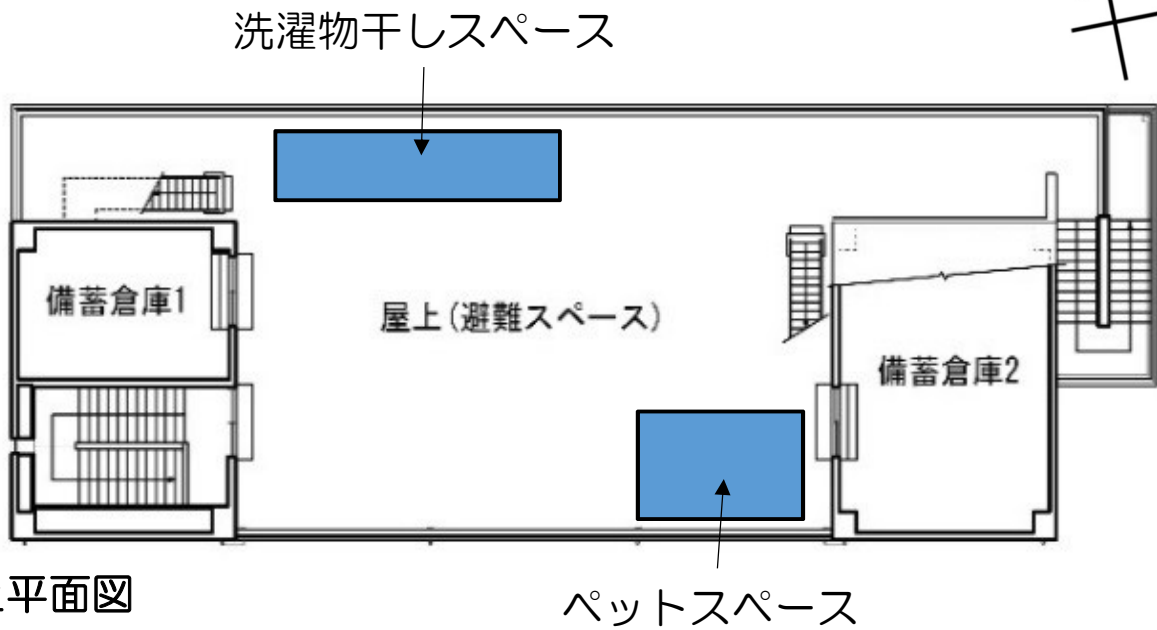 洗濯物干しスペース
備蓄倉庫1
屋上(避難スペース)
備蓄倉庫2
平面図
ペットスペース